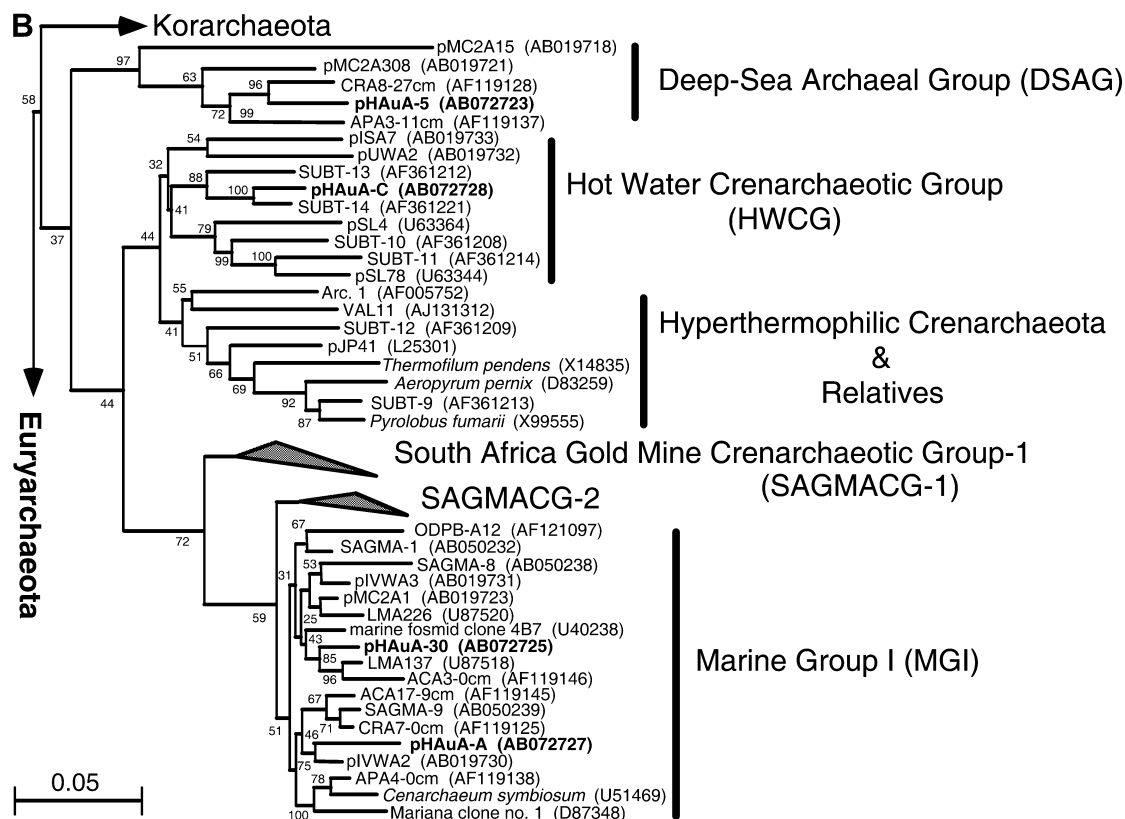 B
Korarchaeota
97
pMC2A15 (AB019718)
pMC2A308 (AB019721)
63
96
CRA8-27cm (AF119128)
Deep-Sea Archaeal Group (DSAG)
58
pHAuA-5 (AB072723)
72
99
APA3-11cm (AF119137)
54
pISA7 (AB019733)
pUWA2 (AB019732)
32
SUBT-13 (AF361212)
88
100
pHAuA-C (AB072728)
Hot Water Crenarchaeotic Group
(HWCG)
41
SUBT-14 (AF361221)
79
pSL4 (U63364)
37
44
SUBT-10 (AF361208)
99
100
SUBT-11 (AF361214)
pSL78 (U63344)
55
Arc. 1 (AF005752)
VAL11 (AJ131312)
41
SUBT-12 (AF361209)
Hyperthermophilic Crenarchaeota
&
Relatives
51
pJP41 (L25301)
66
Thermofilum pendens (X14835)
69
Aeropyrum pernix (D83259)
44
92
SUBT-9 (AF361213)
87
Pyrolobus fumarii (X99555)
Euryarchaeota
South Africa Gold Mine Crenarchaeotic Group-1
(SAGMACG-1)
SAGMACG-2
72
67
ODPB-A12 (AF121097)
SAGMA-1 (AB050232)
53
SAGMA-8 (AB050238)
31
pIVWA3 (AB019731)
pMC2A1 (AB019723)
59
25
LMA226 (U87520)
marine fosmid clone 4B7 (U40238)
43
pHAuA-30 (AB072725)
85
LMA137 (U87518)
Marine Group I (MGI)
96
ACA3-0cm (AF119146)
67
ACA17-9cm (AF119145)
SAGMA-9 (AB050239)
51
71
CRA7-0cm (AF119125)
46
pHAuA-A (AB072727)
75
pIVWA2 (AB019730)
78
APA4-0cm (AF119138)
0.05
Cenarchaeum symbiosum (U51469)
100
Mariana clone no. 1 (D87348)